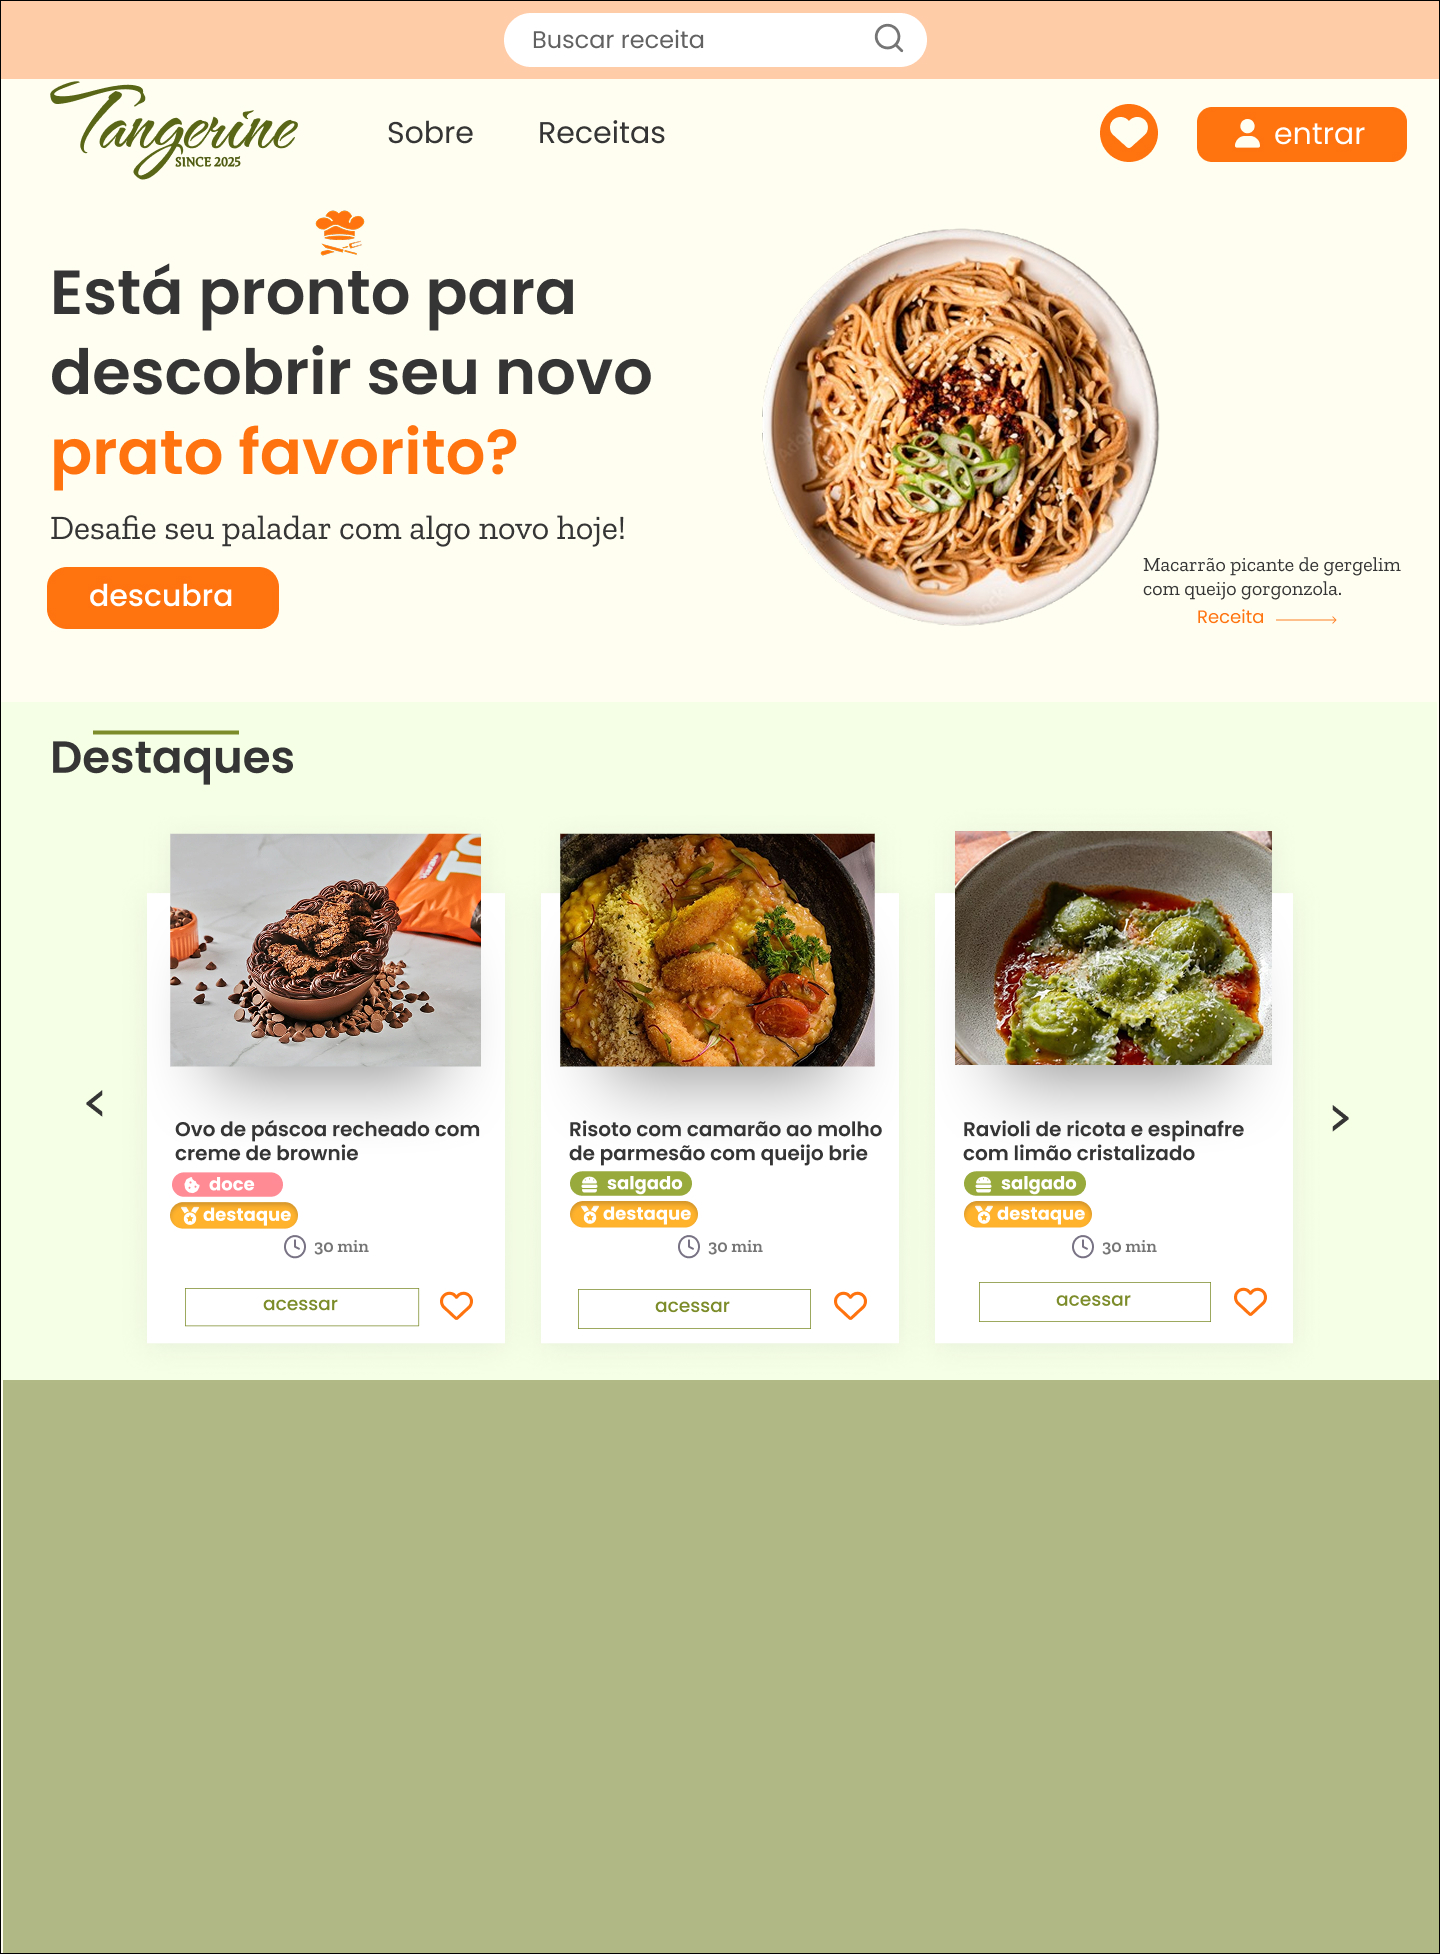 Buscar receita
Tangerine
SINCE 2025
Sobre
Receitas
entrar
Está pronto para
descobrir seu novo
prato favorito?
Desafie seu paladar com algo novo hoje!
descubra
Macarrão picante de gergelim
com queijo gorgonzola.
Receita
Destaques
<
Ovo de páscoa recheado com
creme de brownie
doce
destaque
30 min
acessar
Risoto com camarão ao molho
de parmesão com queijo brie
salgado
destaque
30 min
acessar
Ravioli de ricota e espinafre
com limão cristalizado
salgado
destaque
30 min
acessar
>